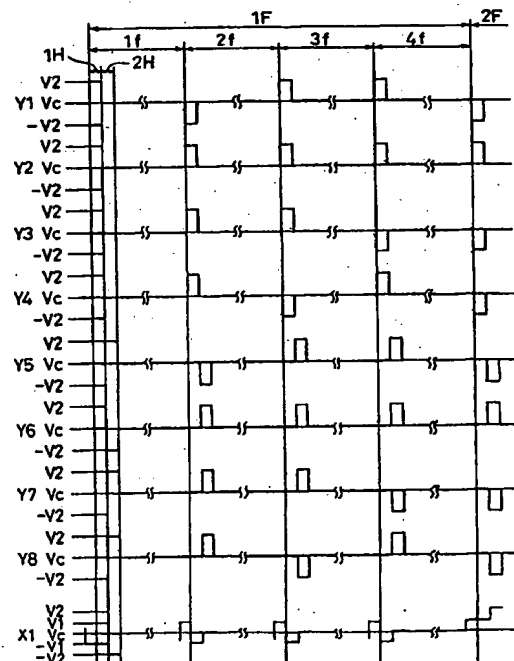 1F 2F
1f 2f 3f 4f
1H 2H
V2
Y1 Vc
-V2
V2
Y2 Vc
-V2
V2
Y3 Vc
-V2
V2
Y4 Vc
-V2
V2
Y5 Vc
-V2
V2
Y6 Vc
-V2
V2
Y7 Vc
-V2
V2
Y8 Vc
-V2
V2
V1
X1 Vc
-V1
-V2